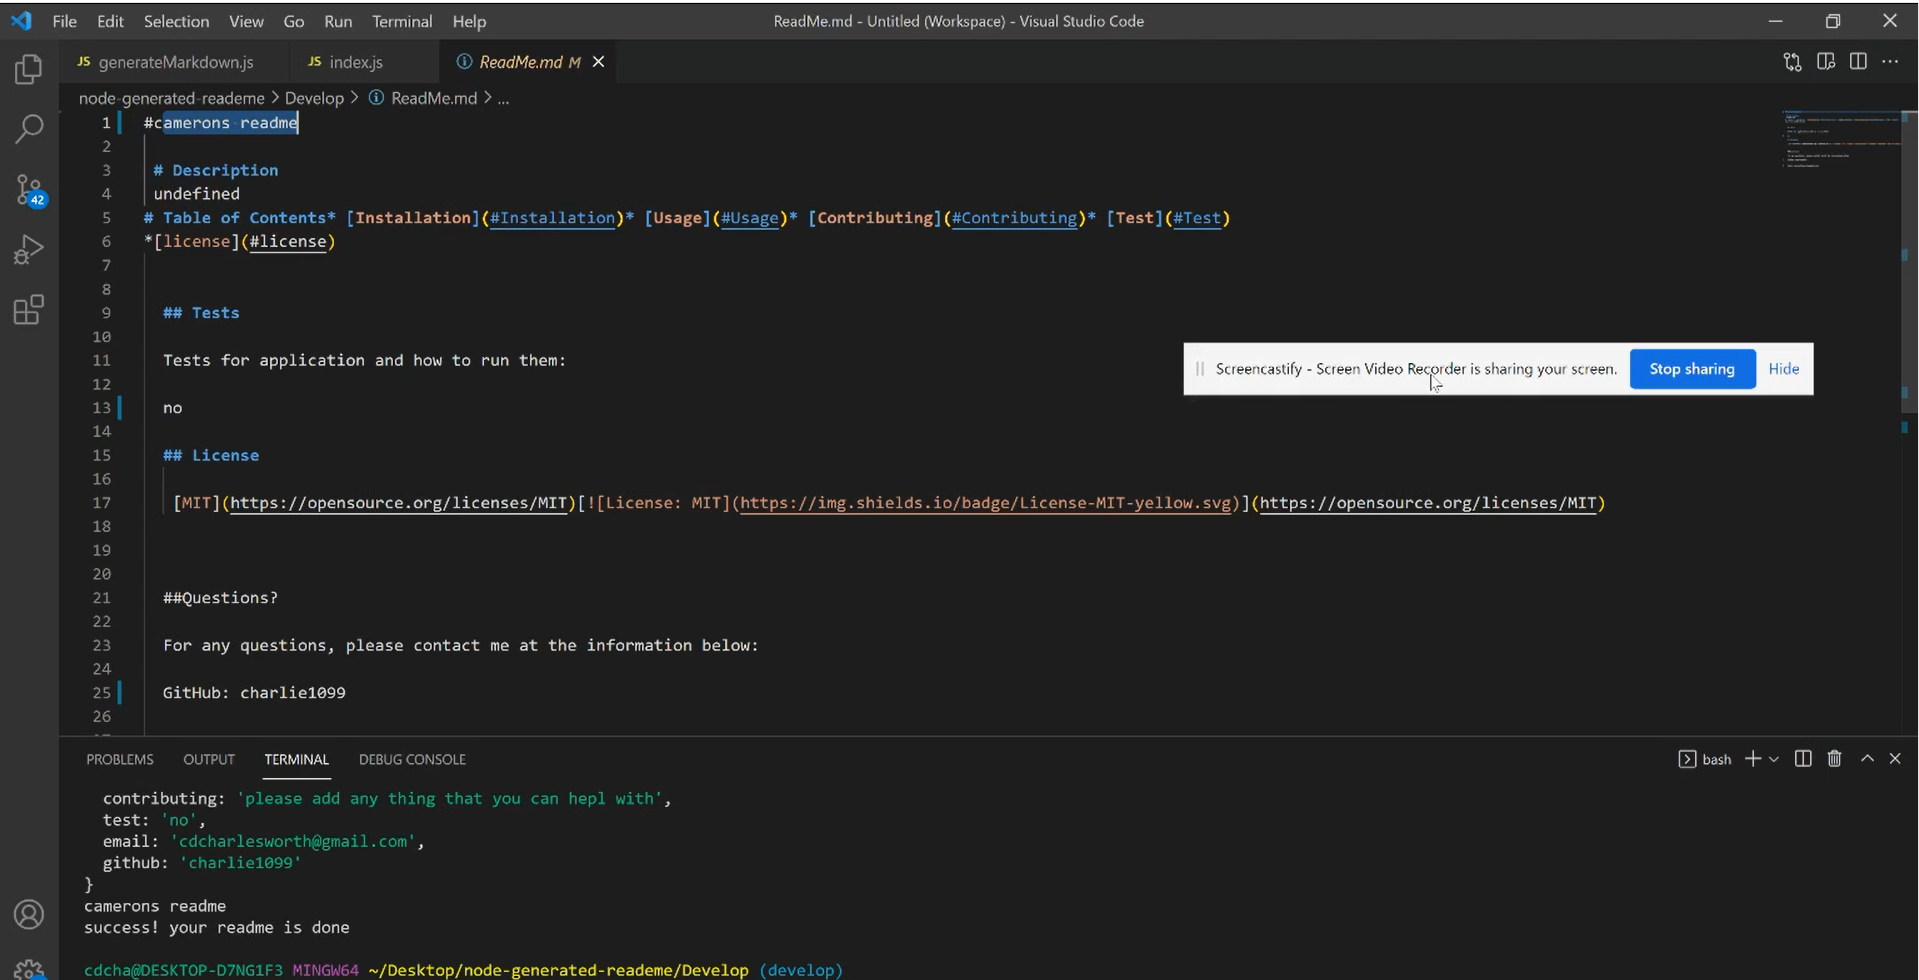 File Edit Selection View Go Run Terminal Help ReadMe.md - Untitled (Workspace) - Visual Studio Code
JS generateMarkdown.js JS index.js ReadMe.md M
node-generated-reademe > Develop > ReadMe.md > ...
1 #camerons readme
2
3 # Description
4 undefined
5 # Table of Contents* [Installation](#Installation)* [Usage](#Usage)* [Contributing](#Contributing)* [Test](#Test)
6 *[license](#license)
7
8
9 ## Tests
10
11 Tests for application and how to run them:
12
13 no
14
15 ## License
16
17 [MIT](https://opensource.org/licenses/MIT)[![License: MIT](https://img.shields.io/badge/License-MIT-yellow.svg)](https://opensource.org/licenses/MIT)
18
19
20
21 ##Questions?
22
23 For any questions, please contact me at the information below:
24
25 GitHub: charlie1099
26
42
Screencastify - Screen Video Recorder is sharing your screen. Stop sharing Hide
PROBLEMS OUTPUT TERMINAL DEBUG CONSOLE bash
contributing: 'please add any thing that you can hepl with',
test: 'no',
email: 'cdcharlesworth@gmail.com',
github: 'charlie1099'
}
camerons readme
success! your readme is done
cdcha@DESKTOP-D7NG1F3 MINGW64 ~/Desktop/node-generated-reademe/Develop (develop)